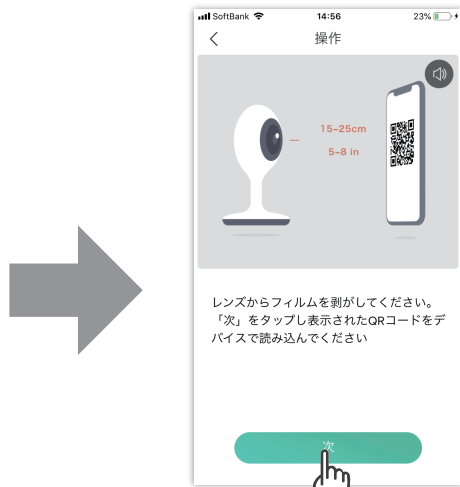 SoftBank 14:56 23%
操作
15~25cm
5~8 in
レンズからフィルムを剥がしてください。
「次」をタップし表示されたQRコードをデ
バイスで読み込んでください
次